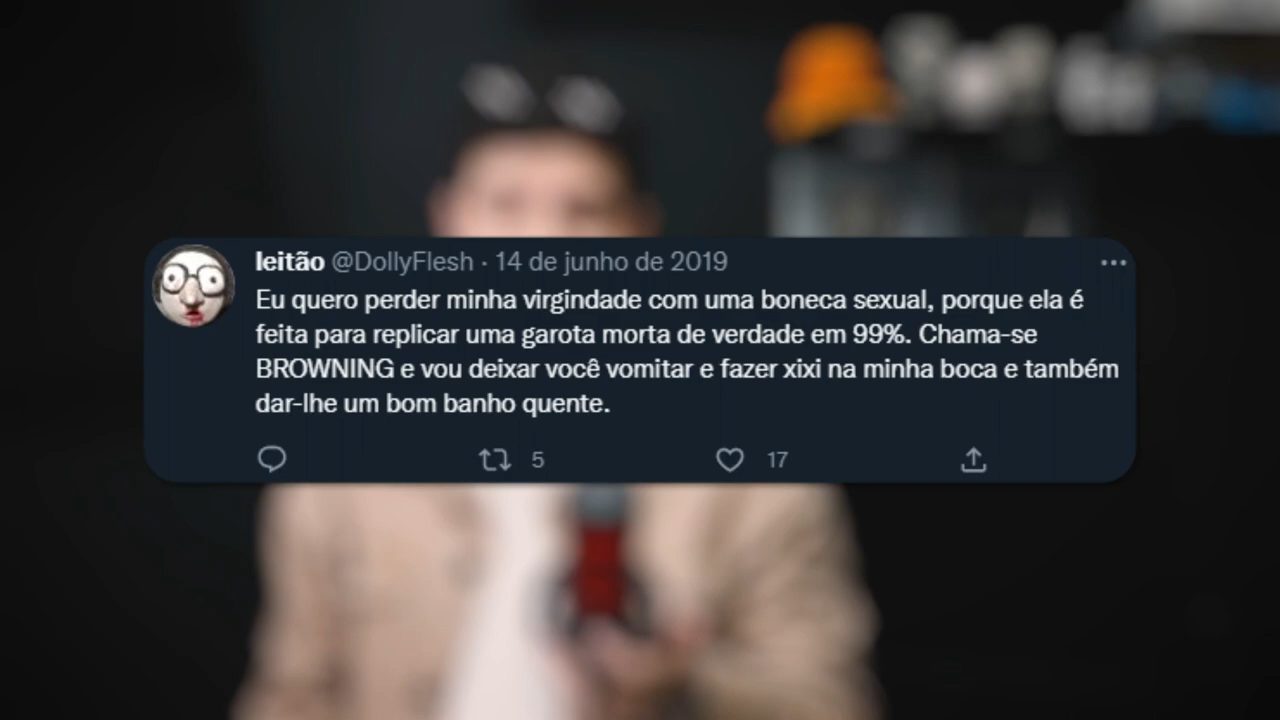 leitão @DollyFlesh · 14 de junho de 2019
Eu quero perder minha virgindade com uma boneca sexual, porque ela é
feita para replicar uma garota morta de verdade em 99%. Chama-se
BROWNING e vou deixar você vomitar e fazer xixi na minha boca e também
dar-lhe um bom banho quente.
5 17